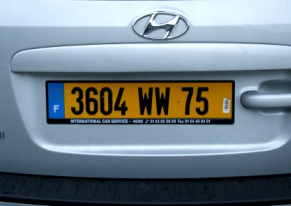 F 3604 WW 75
INTERNATIONAL CAR SERVICE - PARIS